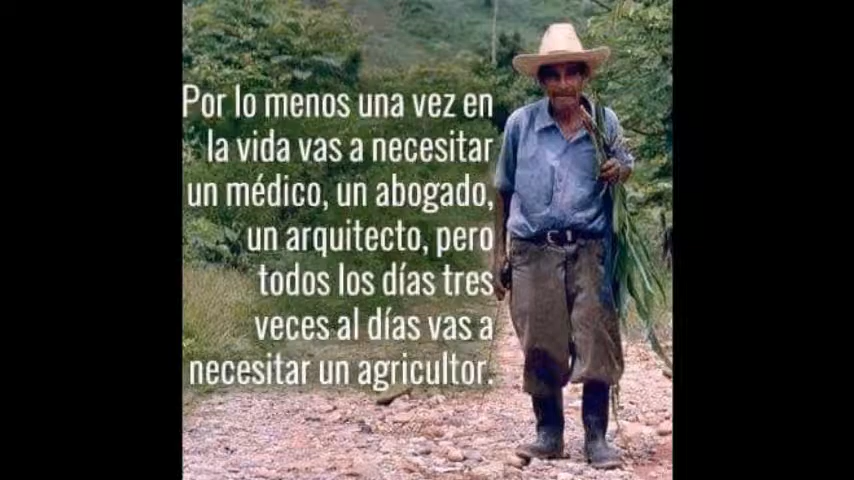 Por lo menos una vez en
la vida vas a necesitar
un médico, un abogado,
un arquitecto, pero
todos los días tres
veces al días vas a
necesitar un agricultor.